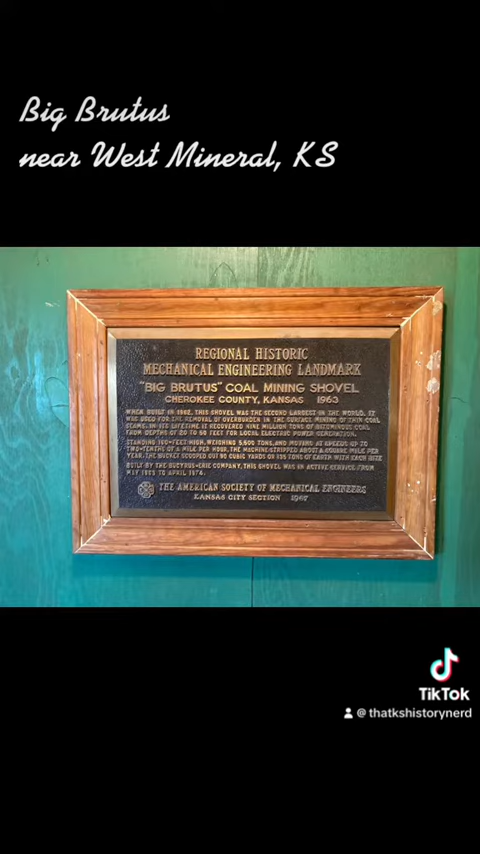 Big Brutus
near West Mineral, KS
REGIONAL HISTORIC
MECHANICAL ENGINEERING LANDMARK
"BIG BRUTUS" COAL MINING SHOVEL
CHEROKEE COUNTY, KANSAS 1963
WHEN BUILT IN 1962, THIS SHOVEL WAS THE SECOND LARGEST IN THE WORLD. IT
WAS USED FOR THE REMOVAL OF OVERBURDEN IN THE SURFACE MINING OF THIN COAL
SEAMS. IN ITS LIFETIME IT RECOVERED NINE MILLION TONS OF BITUMINOUS COAL
FROM DEPTHS OF 20 TO 50 FEET FOR LOCAL ELECTRIC POWER GENERATION.
STANDING 160-FEET HIGH, WEIGHING 5,500 TONS, AND MOVING AT SPEEDS UP TO
TWO-TENTHS OF A MILE PER HOUR, THE MACHINE STRIPPED ABOUT A SQUARE MILE PER
YEAR. THE BUCKET SCOOPED OUT 90 CUBIC YARDS OR 135 TONS OF EARTH WITH EACH BITE
BUILT BY THE BUCYRUS-ERIE COMPANY, THIS SHOVEL WAS IN ACTIVE SERVICE FROM
MAY 1963 TO APRIL 1974.
THE AMERICAN SOCIETY OF MECHANICAL ENGINEERS
KANSAS CITY SECTION 1987
TikTok
@ thatkshistorynerd